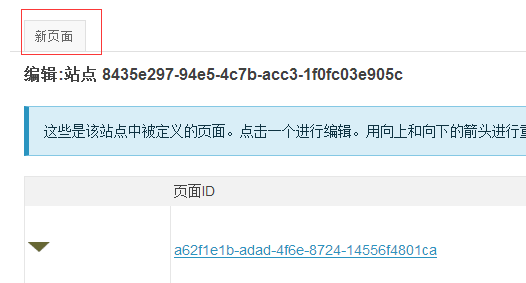 新页面
编辑:站点 8435e297-94e5-4c7b-acc3-1f0fc03e905c
这些是该站点中被定义的页面。点击一个进行编辑。用向上和向下的箭头进行重
页面ID
a62f1e1b-adad-4f6e-8724-14556f4801ca